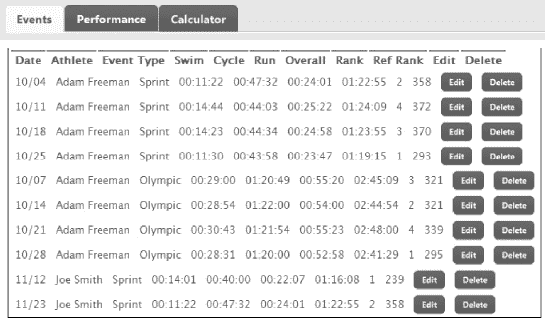 Events Performance Calculator
Date Athlete Event Type Swim Cycle Run Overall Rank Ref Rank Edit Delete
10/04 Adam Freeman Sprint 00:11:22 00:47:32 00:24:01 01:22:55 2 358 Edit Delete
10/11 Adam Freeman Sprint 00:14:44 00:44:03 00:25:22 01:24:09 4 372 Edit Delete
10/18 Adam Freeman Sprint 00:14:23 00:44:34 00:24:58 01:23:55 3 370 Edit Delete
10/25 Adam Freeman Sprint 00:11:30 00:43:58 00:23:47 01:19:15 1 293 Edit Delete
10/07 Adam Freeman Olympic 00:29:00 01:20:49 00:55:20 02:45:09 3 321 Edit Delete
10/14 Adam Freeman Olympic 00:28:54 01:22:00 00:54:00 02:44:54 2 321 Edit Delete
10/21 Adam Freeman Olympic 00:30:43 01:21:54 00:55:23 02:48:00 4 339 Edit Delete
10/28 Adam Freeman Olympic 00:28:31 01:20:00 00:52:58 02:41:29 1 295 Edit Delete
11/12 Joe Smith Sprint 00:14:01 00:40:00 00:22:07 01:16:08 1 239 Edit Delete
11/23 Joe Smith Sprint 00:11:22 00:47:32 00:24:01 01:22:55 2 358 Edit Delete